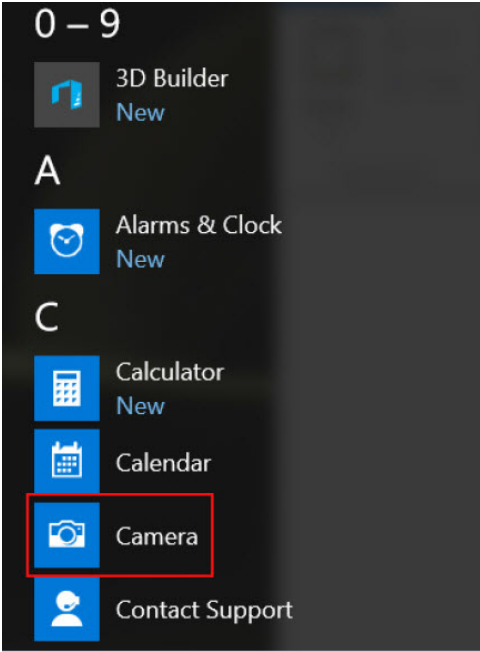 0 – 9
3D Builder
New
A
Alarms & Clock
New
C
Calculator
New
Calendar
Camera
Contact Support